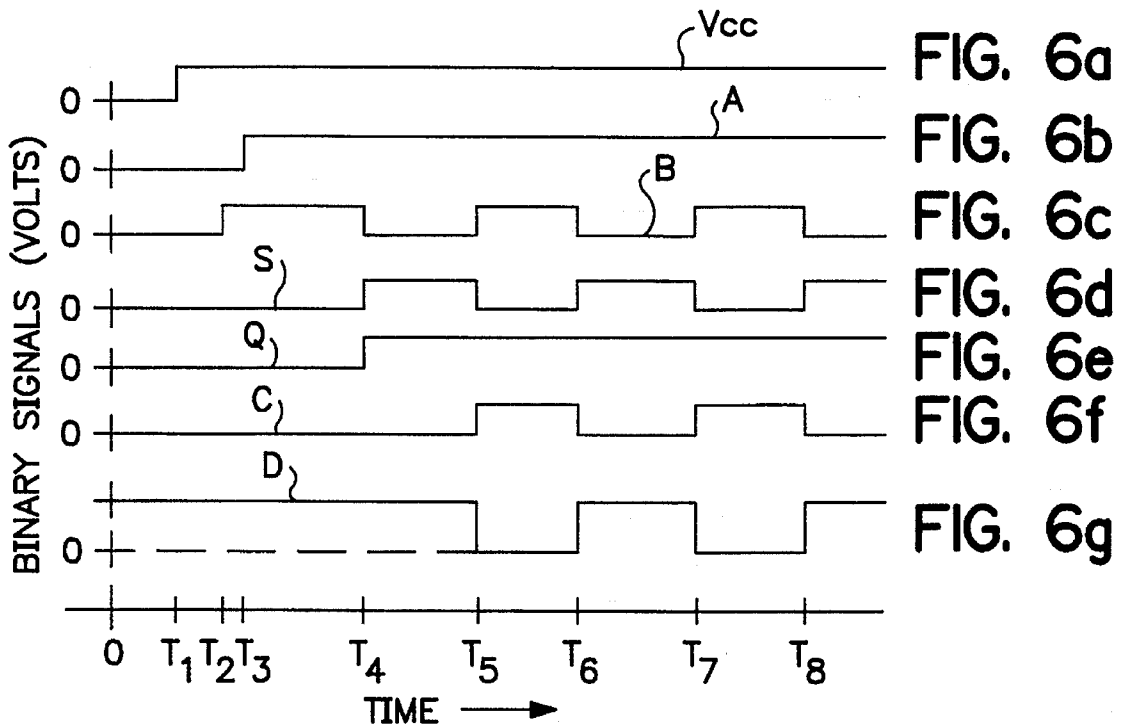 Vcc
FIG. 6a
0
A
FIG. 6b
0
B
FIG. 6c
0
S
FIG. 6d
0
Q
FIG. 6e
0
C
FIG. 6f
0
D
FIG. 6g
0
BINARY SIGNALS (VOLTS)
0 T1 T2 T3 T4 T5 T6 T7 T8
TIME